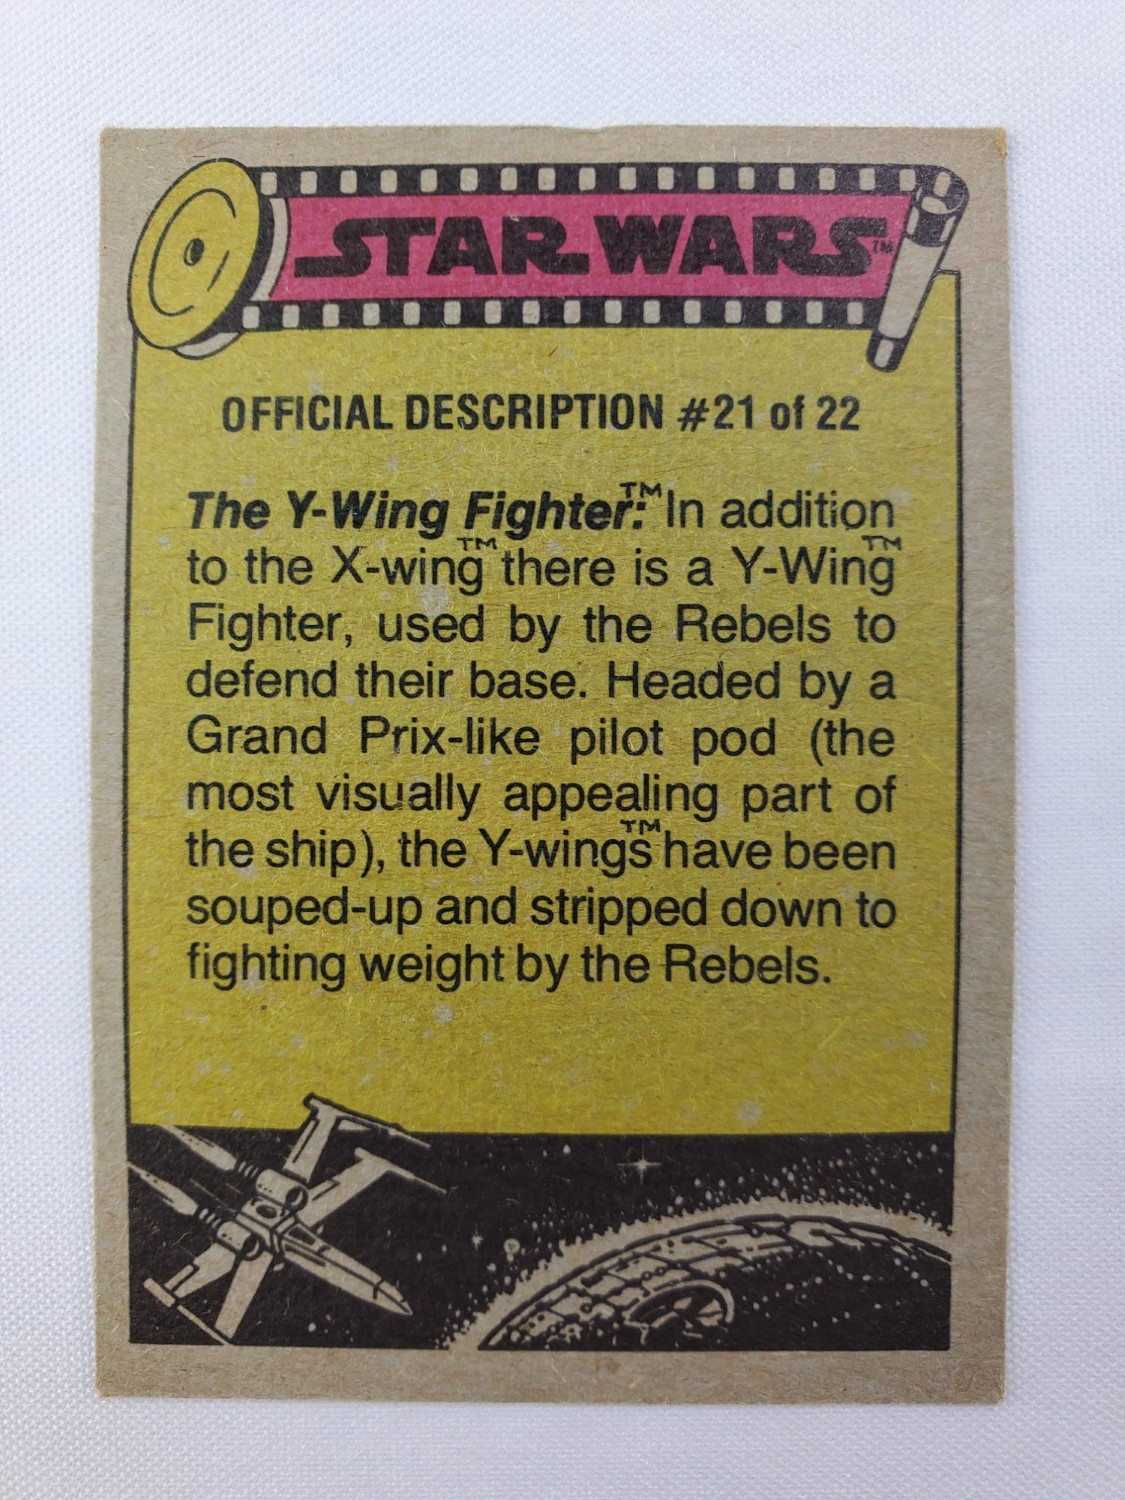 STAR WARS™
OFFICIAL DESCRIPTION #21 of 22
The Y-Wing Fighter:™ In addition
to the X-wing™ there is a Y-Wing™
Fighter, used by the Rebels to
defend their base. Headed by a
Grand Prix-like pilot pod (the
most visually appealing part of
the ship), the Y-wings™ have been
souped-up and stripped down to
fighting weight by the Rebels.